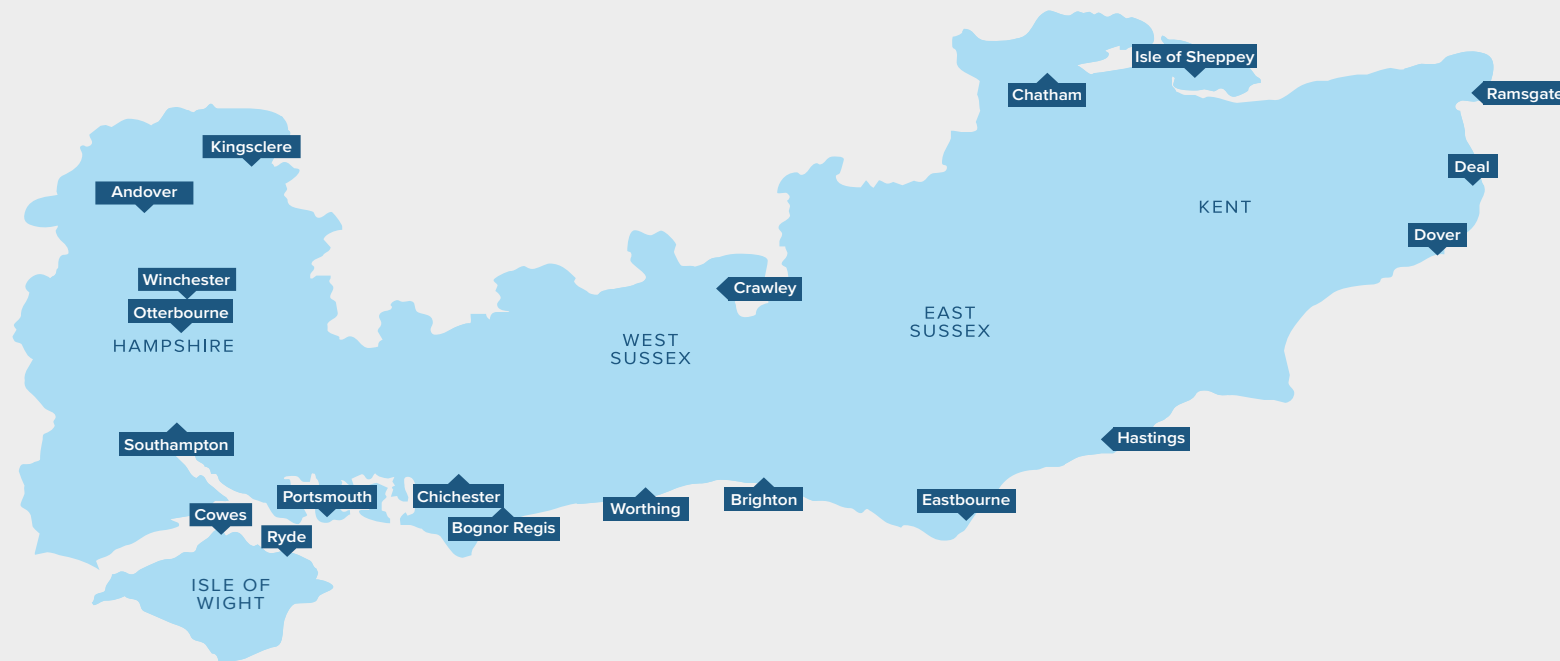 Isle of Sheppey
Chatham
Ramsgate
Kingsclere
Deal
Andover
KENT
Dover
Winchester
Crawley
Otterbourne
EAST
SUSSEX
HAMPSHIRE
WEST
SUSSEX
Hastings
Southampton
Portsmouth
Chichester
Eastbourne
Brighton
Worthing
Cowes
Bognor Regis
Ryde
ISLE OF
WIGHT